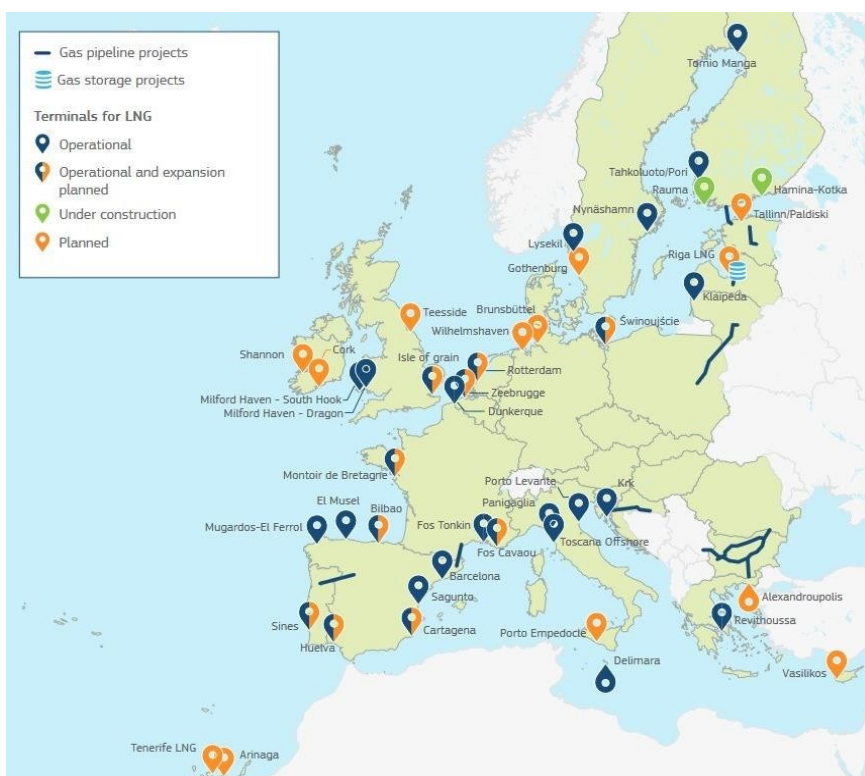 Gas pipeline projects
Gas storage projects
Terminals for LNG
Operational
Operational and expansion
planned
Under construction
Planned
Tornio Manga
Tahkoluoto/Pori
Rauma
Hamina-Kotka
Nynäshamn
Tallinn/Paldiski
Lysekil
Riga LNG
Gothenburg
Klaipėda
Teesside
Brunsbüttel
Świnoujście
Wilhelmshaven
Shannon
Cork
Isle of grain
Rotterdam
Milford Haven - South Hook
Zeebrugge
Milford Haven - Dragon
Dunkerque
Montoir de Bretagne
Porto Levante
Krk
El Musel
Bilbao
Panigaglia
Mugardos-El Ferrol
Fos Tonkin
Toscana Offshore
Fos Cavaou
Barcelona
Sagunto
Alexandroupolis
Sines
Cartagena
Porto Empedocle
Revithoussa
Huelva
Delimara
Vasilikos
Tenerife LNG
Arinaga